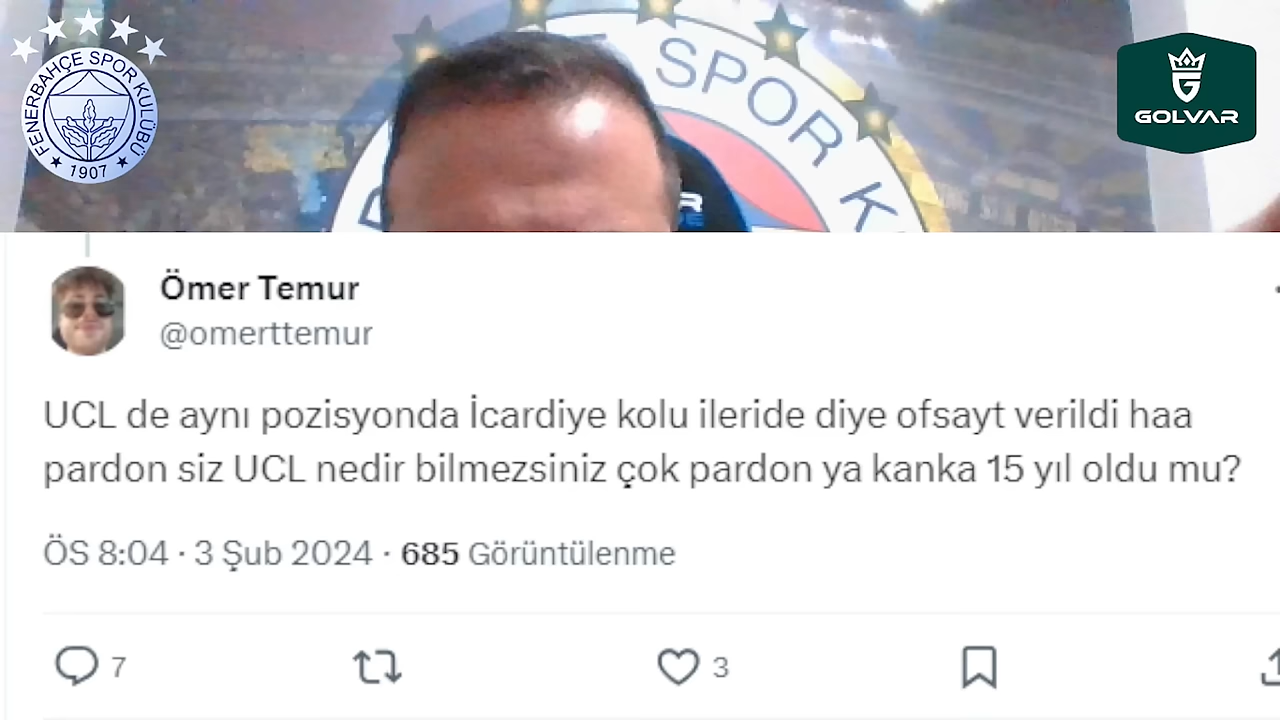 FENERBAHÇE SPOR KULÜBÜ
1907
SPOR K
GOLVAR
Ömer Temur
@omerttemur
UCL de aynı pozisyonda İcardiye kolu ileride diye ofsayt verildi haa
pardon siz UCL nedir bilmezsiniz çok pardon ya kanka 15 yıl oldu mu?
ÖS 8:04 · 3 Şub 2024 · 685 Görüntülenme
7
3